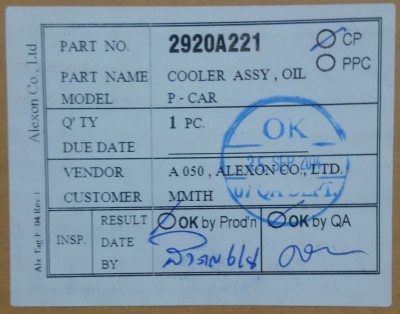 PART NO. 2920A221 CP
PPC
PART NAME COOLER ASSY, OIL
MODEL P - CAR
Q' TY 1 PC.
DUE DATE
OK
VENDOR A 050, ALEXON CO., LTD.
CUSTOMER MMTH
INSP. RESULT OK by Prod'n OK by QA
DATE
BY
Alexon Co., Ltd